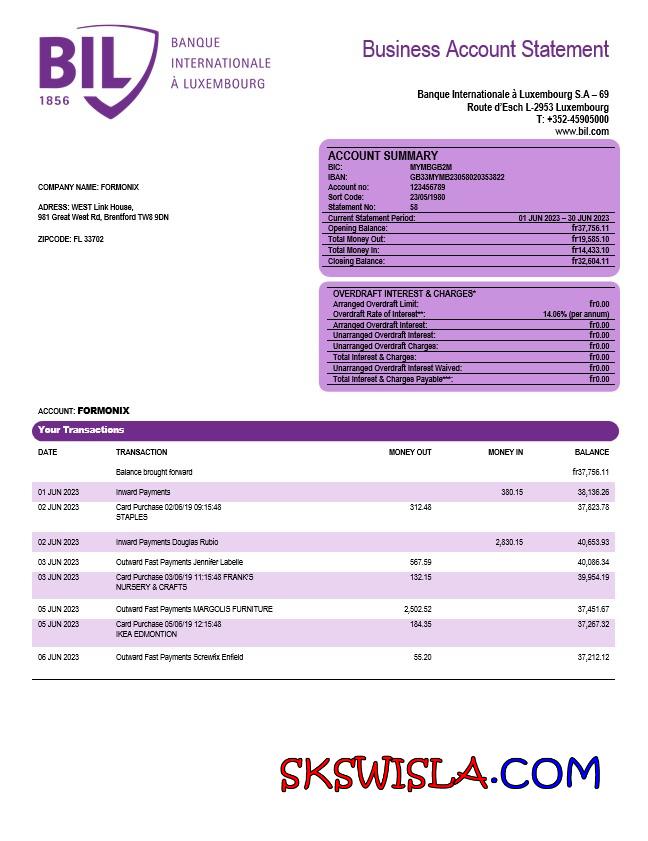 BIL
1856
BANQUE
INTERNATIONALE
À LUXEMBOURG
Business Account Statement
Banque Internationale à Luxembourg S.A – 69
Route d'Esch L-2953 Luxembourg
T: +352-45905000
www.bil.com
COMPANY NAME: FORMONIX
ADRESS: WEST Link House,
981 Great West Rd, Brentford TW8 9DN
ZIPCODE: FL 33702
ACCOUNT SUMMARY
BIC: MYMBGB2M
IBAN: GB33MYMB23058020353822
Account no: 123456789
Sort Code: 23/05/1980
Statement No: 58
Current Statement Period: 01 JUN 2023 – 30 JUN 2023
Opening Balance: fr37,756.11
Total Money Out: fr19,585.10
Total Money In: fr14,433.10
Closing Balance: fr32,604.11
OVERDRAFT INTEREST & CHARGES*
Arranged Overdraft Limit: fr0.00
Overdraft Rate of Interest**: 14.06% (per annum)
Arranged Overdraft Interest: fr0.00
Unarranged Overdraft Interest: fr0.00
Unarranged Overdraft Charges: fr0.00
Total Interest & Charges: fr0.00
Unarranged Overdraft Interest Waived: fr0.00
Total Interest & Charges Payable***: fr0.00
ACCOUNT: FORMONIX
Your Transactions
DATE TRANSACTION MONEY OUT MONEY IN BALANCE
Balance brought forward fr37,756.11
01 JUN 2023 Inward Payments 380.15 38,136.26
02 JUN 2023 Card Purchase 02/06/19 09:15:48 312.48 37,823.78
STAPLES
02 JUN 2023 Inward Payments Douglas Rubio 2,830.15 40,653.93
03 JUN 2023 Outward Fast Payments Jennifer Labelle 567.59 40,086.34
03 JUN 2023 Card Purchase 03/06/19 11:15:48 FRANK'S 132.15 39,954.19
NURSERY & CRAFTS
05 JUN 2023 Outward Fast Payments MARGOLIS FURNITURE 2,502.52 37,451.67
05 JUN 2023 Card Purchase 05/06/19 12:15:48 184.35 37,267.32
IKEA EDMONTION
06 JUN 2023 Outward Fast Payments Screwfix Enfield 55.20 37,212.12
SKSWISLA.COM